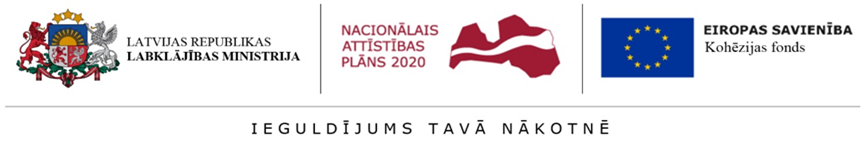 LATVIJAS REPUBLIKAS
LABKLĀJĪBAS MINISTRIJA
NACIONĀLAIS
ATTĪSTĪBAS
PLĀNS 2020
EIROPAS SAVIENĪBA
Kohēzijas fonds
IEGULDĪJUMS TAVĀ NĀKOTNĒ